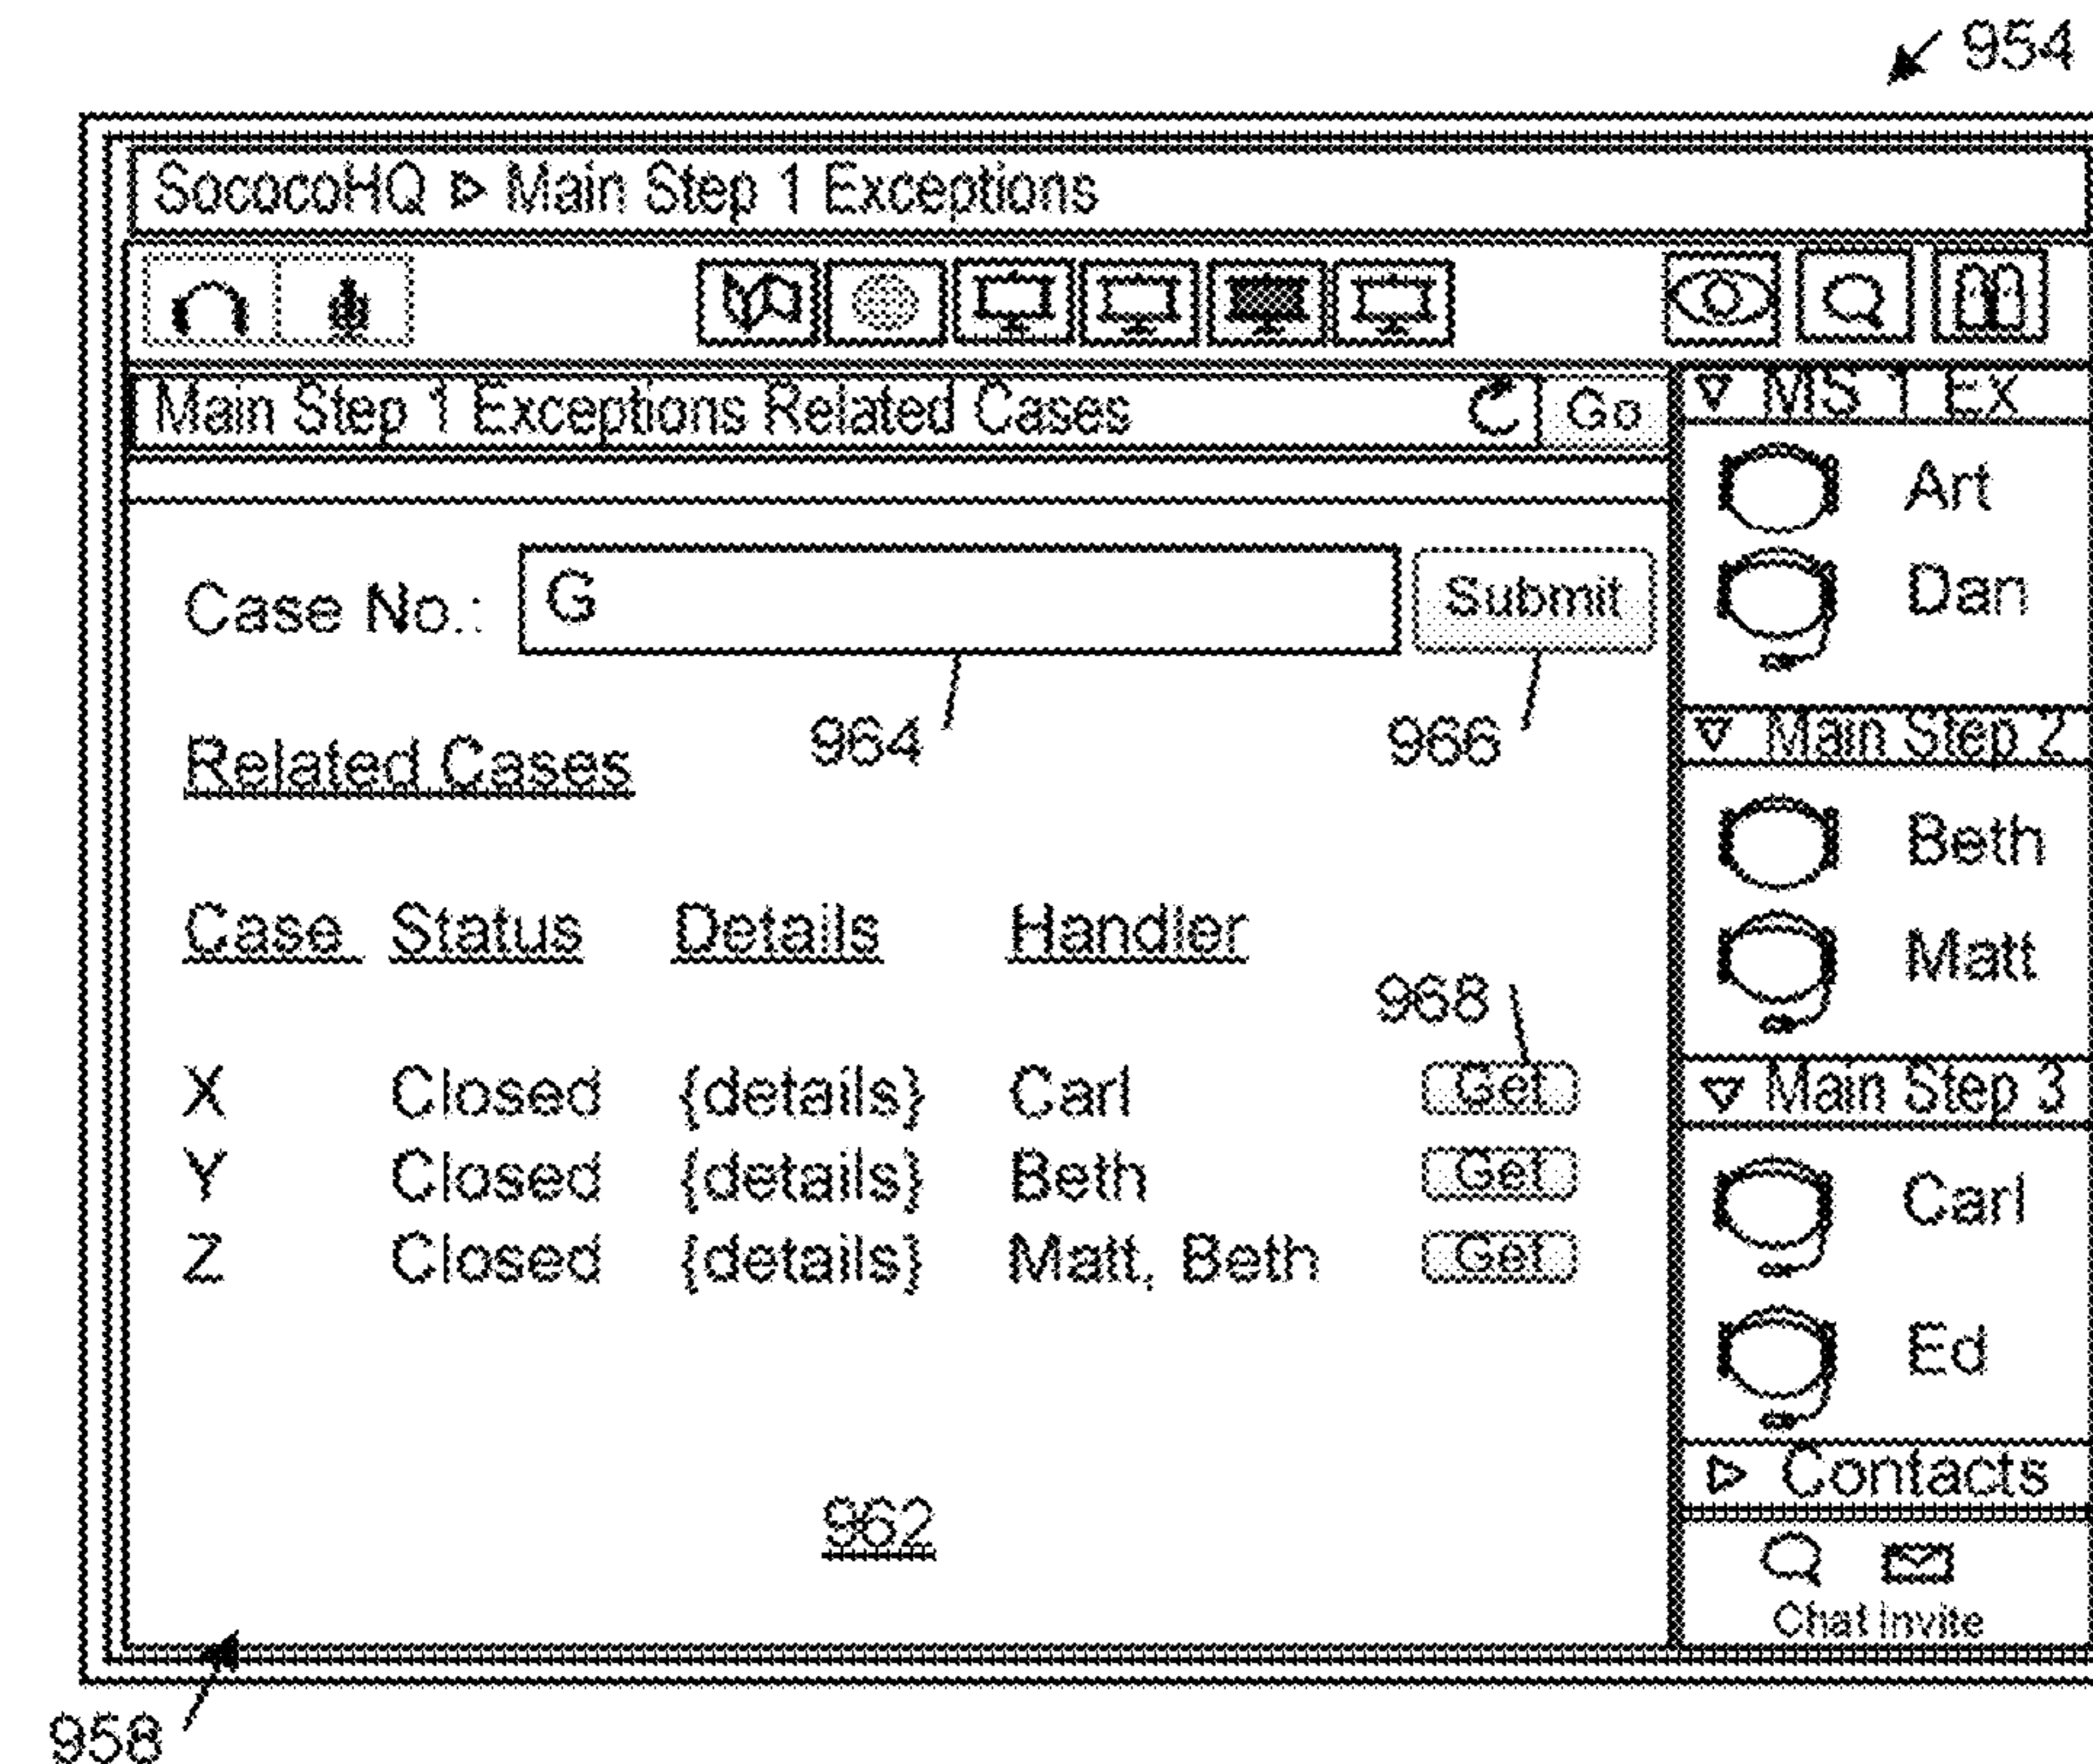 954
SococoHQ ▷ Main Step 1 Exceptions
Main Step 1 Exceptions Related Cases Go
Case No.: G Submit
964 966
Related Cases
Case Status Details Handler
968
X Closed {details} Carl Get
Y Closed {details} Beth Get
Z Closed {details} Matt, Beth Get
962
958
▽ MS 1 EX
Art
Dan
▽ Main Step 2
Beth
Matt
▽ Main Step 3
Carl
Ed
▷ Contacts
Chat Invite